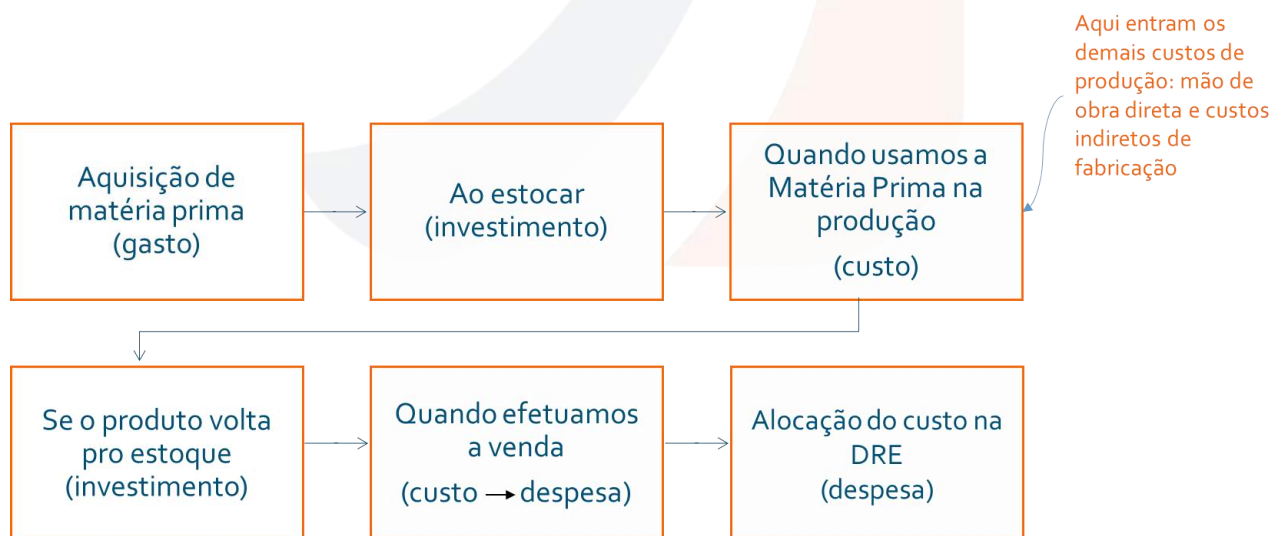 Aqui entram os
demais custos de
produção: mão de
obra direta e custos
indiretos de
fabricação
Aquisição de
matéria prima
(gasto)
Ao estocar
(investimento)
Quando usamos a
Matéria Prima na
produção
(custo)
Se o produto volta
pro estoque
(investimento)
Quando efetuamos
a venda
(custo → despesa)
Alocação do custo na
DRE
(despesa)